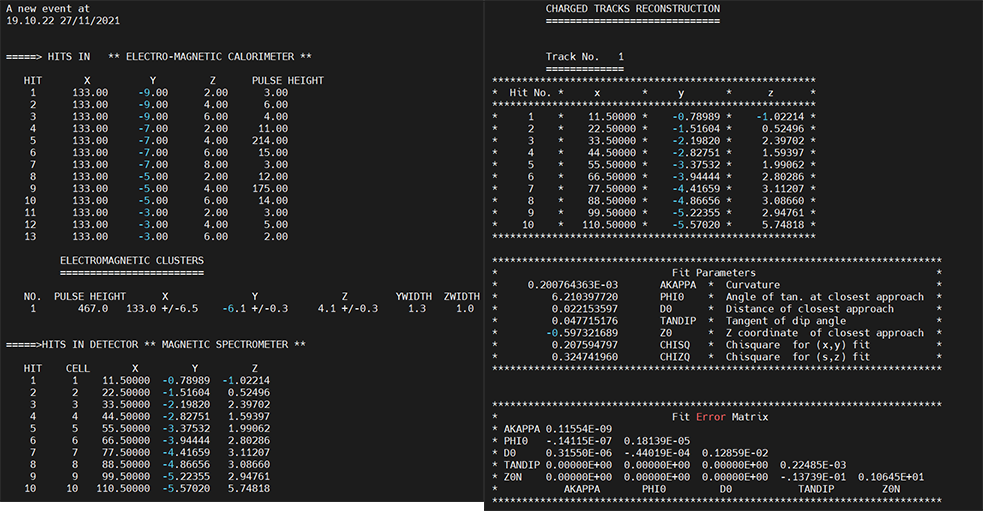 A new event at
19.10.22 27/11/2021
=====> HITS IN ** ELECTRO-MAGNETIC CALORIMETER **
HIT X Y Z PULSE HEIGHT
1 133.00 -9.00 2.00 3.00
2 133.00 -9.00 4.00 6.00
3 133.00 -9.00 6.00 4.00
4 133.00 -7.00 2.00 11.00
5 133.00 -7.00 4.00 214.00
6 133.00 -7.00 6.00 15.00
7 133.00 -7.00 8.00 3.00
8 133.00 -5.00 2.00 12.00
9 133.00 -5.00 4.00 175.00
10 133.00 -5.00 6.00 14.00
11 133.00 -3.00 2.00 3.00
12 133.00 -3.00 4.00 5.00
13 133.00 -3.00 6.00 2.00
ELECTROMAGNETIC CLUSTERS
========================
NO. PULSE HEIGHT X Y Z YWIDTH ZWIDTH
1 467.0 133.0 +/-6.5 -6.1 +/-0.3 4.1 +/-0.3 1.3 1.0
=====>HITS IN DETECTOR ** MAGNETIC SPECTROMETER **
HIT CELL X Y Z
1 1 11.50000 -0.78989 -1.02214
2 2 22.50000 -1.51604 0.52496
3 3 33.50000 -2.19820 2.39702
4 4 44.50000 -2.82751 1.59397
5 5 55.50000 -3.37532 1.99062
6 6 66.50000 -3.94444 2.80286
7 7 77.50000 -4.41659 3.11207
8 8 88.50000 -4.86656 3.08660
9 9 99.50000 -5.22355 2.94761
10 10 110.50000 -5.57020 5.74818
CHARGED TRACKS RECONSTRUCTION
=============================
Track No. 1
=============
******************************************************
* Hit No. * x * y * z *
******************************************************
* 1 * 11.50000 * -0.78989 * -1.02214 *
* 2 * 22.50000 * -1.51604 * 0.52496 *
* 3 * 33.50000 * -2.19820 * 2.39702 *
* 4 * 44.50000 * -2.82751 * 1.59397 *
* 5 * 55.50000 * -3.37532 * 1.99062 *
* 6 * 66.50000 * -3.94444 * 2.80286 *
* 7 * 77.50000 * -4.41659 * 3.11207 *
* 8 * 88.50000 * -4.86656 * 3.08660 *
* 9 * 99.50000 * -5.22355 * 2.94761 *
* 10 * 110.50000 * -5.57020 * 5.74818 *
******************************************************
***************************************************************************
* Fit Parameters *
* 0.200764363E-03 AKAPPA * Curvature *
* 6.210397720 PHI0 * Angle of tan. at closest approach *
* 0.022153597 D0 * Distance of closest approach *
* 0.047715176 TANDIP * Tangent of dip angle *
* -0.597321689 Z0 * Z coordinate of closest approach *
* 0.207594797 CHISQ * Chisquare for (x,y) fit *
* 0.324741960 CHIZQ * Chisquare for (s,z) fit *
***************************************************************************
***************************************************************************
* Fit Error Matrix *
* AKAPPA 0.11554E-09 *
* PHI0 -.14115E-07 0.18139E-05 *
* D0 0.31550E-06 -.44019E-04 0.12859E-02 *
* TANDIP 0.00000E+00 0.00000E+00 0.00000E+00 0.22485E-03 *
* Z0N 0.00000E+00 0.00000E+00 0.00000E+00 -.13739E-01 0.10645E+01 *
* AKAPPA PHI0 D0 TANDIP Z0N *
***************************************************************************